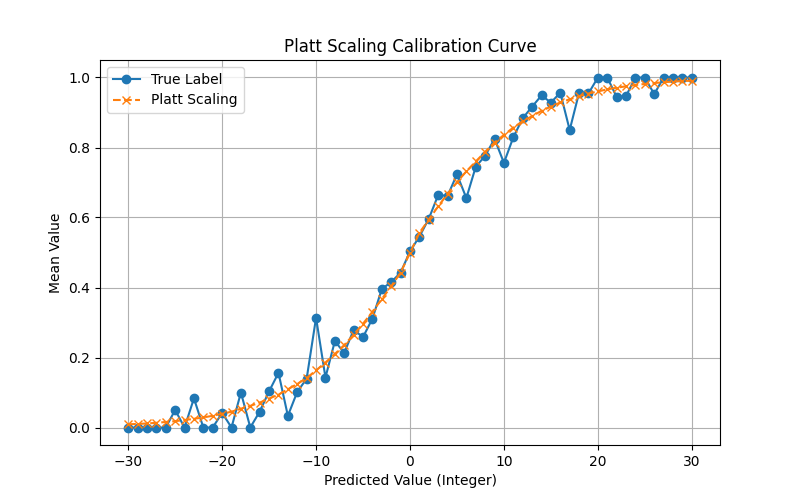 Platt Scaling Calibration Curve
True Label
Platt Scaling
1.0
0.8
0.6
0.4
0.2
0.0
Mean Value
−30 −20 −10 0 10 20 30
Predicted Value (Integer)